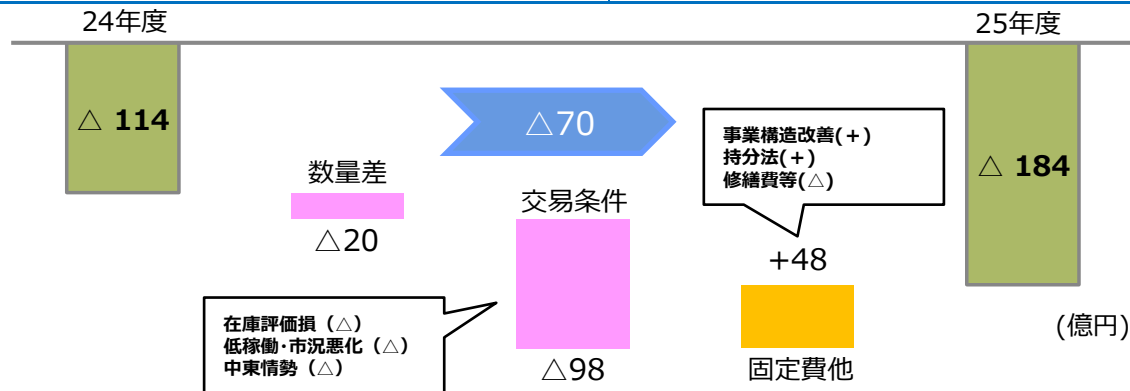 24年度
25年度
△ 114
△70
事業構造改善(+)
持分法(+)
修繕費等(△)
△ 184
数量差
△20
交易条件
+48
在庫評価損（△）
低稼働･市況悪化（△）
中東情勢（△）
△98
固定費他
(億円)